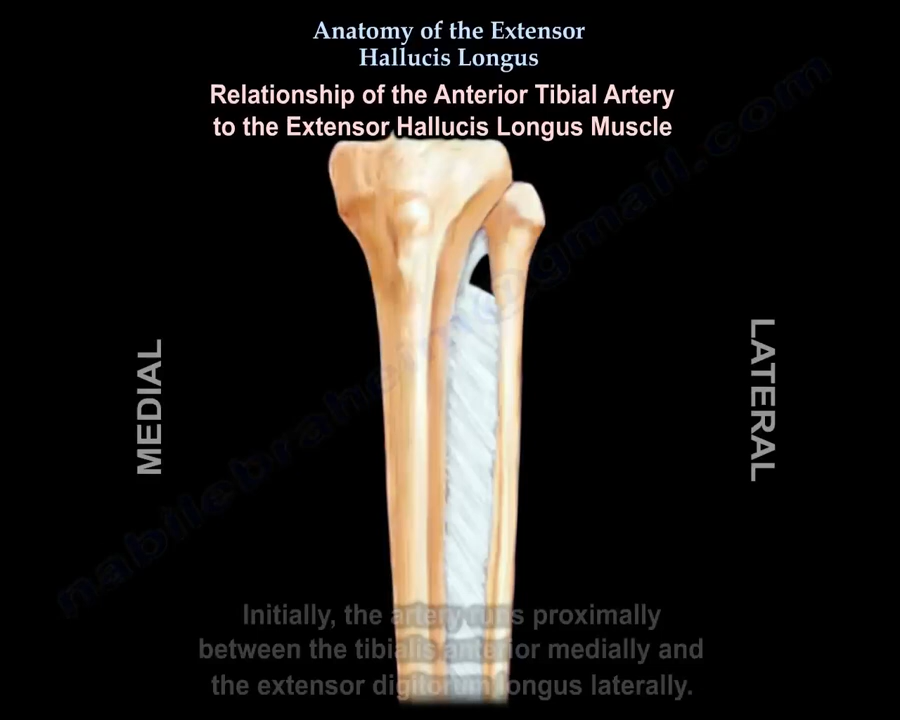 Anatomy of the Extensor
Hallucis Longus
Relationship of the Anterior Tibial Artery
to the Extensor Hallucis Longus Muscle
MEDIAL
LATERAL
Initially, the artery runs proximally
between the tibialis anterior medially and
the extensor digitorum longus laterally.